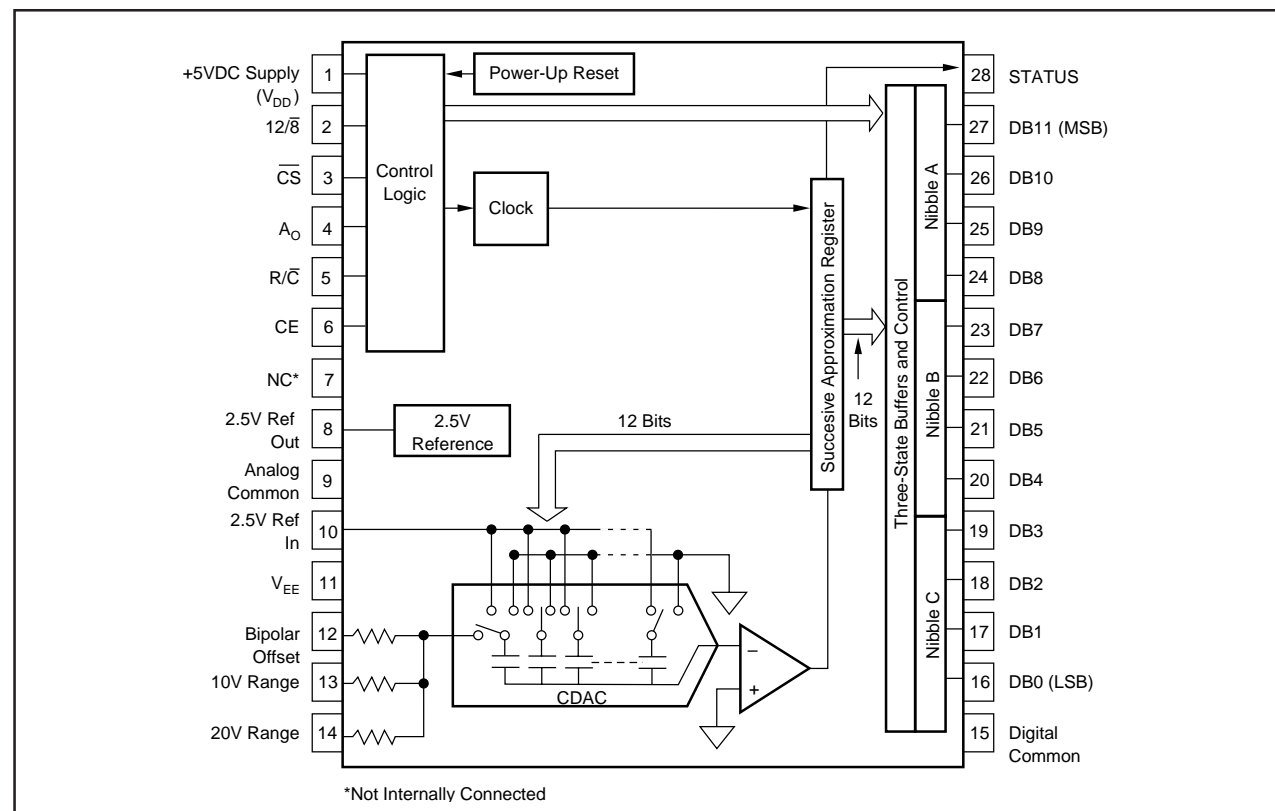 +5VDC Supply
(V_DD)
1
12/8̅
2
C̅S̅
3
A_O
4
R/C̅
5
CE
6
NC*
7
2.5V Ref
Out
8
Analog
Common
9
2.5V Ref
In
10
V_EE
11
Bipolar
Offset
12
10V Range
13
20V Range
14
Control
Logic
Power-Up Reset
Clock
2.5V
Reference
12 Bits
CDAC
−
+
Succesive Approximation Register
12
Bits
Three-State Buffers and Control
Nibble A
Nibble B
Nibble C
28
STATUS
27
DB11 (MSB)
26
DB10
25
DB9
24
DB8
23
DB7
22
DB6
21
DB5
20
DB4
19
DB3
18
DB2
17
DB1
16
DB0 (LSB)
15
Digital
Common
*Not Internally Connected